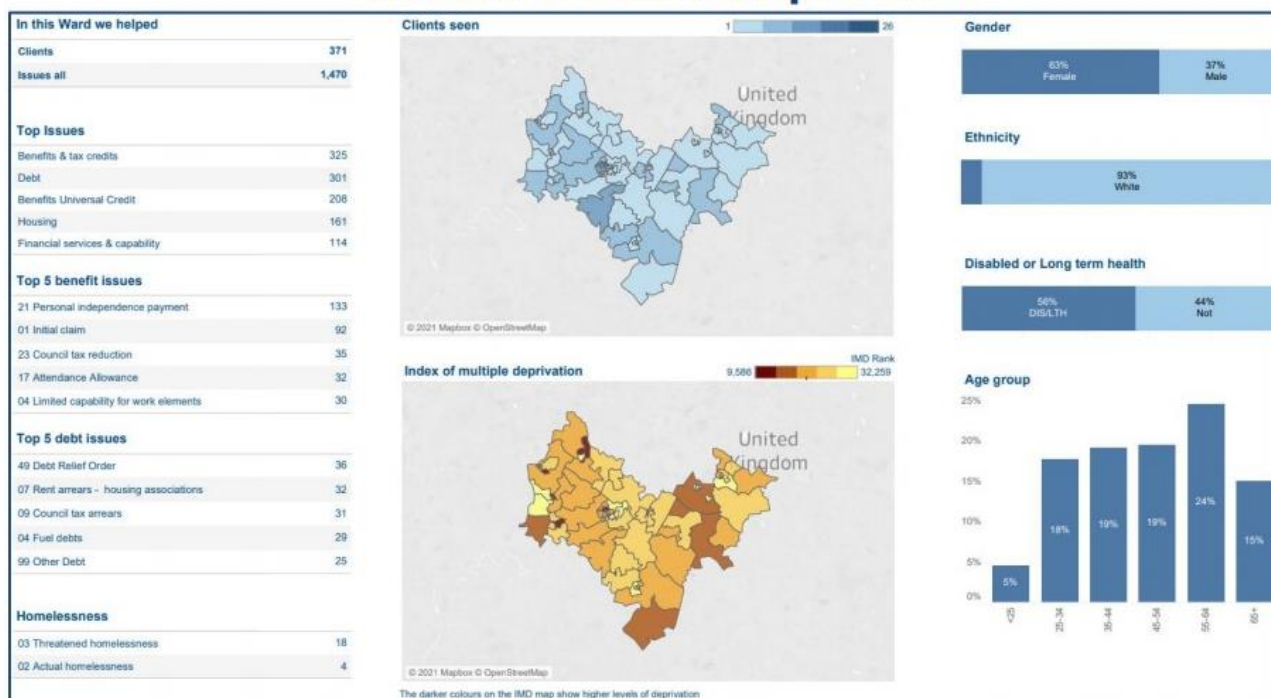 In this Ward we helped
Clients 371
Issues all 1,470
Top Issues
Benefits & tax credits 325
Debt 301
Benefits Universal Credit 208
Housing 161
Financial services & capability 114
Top 5 benefit issues
21 Personal independence payment 133
01 Initial claim 92
23 Council tax reduction 35
17 Attendance Allowance 32
04 Limited capability for work elements 30
Top 5 debt issues
49 Debt Relief Order 36
07 Rent arrears - housing associations 32
09 Council tax arrears 31
04 Fuel debts 29
99 Other Debt 25
Homelessness
03 Threatened homelessness 18
02 Actual homelessness 4
Clients seen
1 26
United
Kingdom
© 2021 Mapbox © OpenStreetMap
Index of multiple deprivation
IMD Rank
9,586 32,259
United
Kingdom
© 2021 Mapbox © OpenStreetMap
The darker colours on the IMD map show higher levels of deprivation
Gender
63% 37%
Female Male
Ethnicity
93%
White
Disabled or Long term health
56% 44%
DIS/LTH Not
Age group
25%
20%
15%
10%
5%
0%
5% 18% 19% 19% 24% 15%
<25 25-34 35-44 45-54 55-64 65+